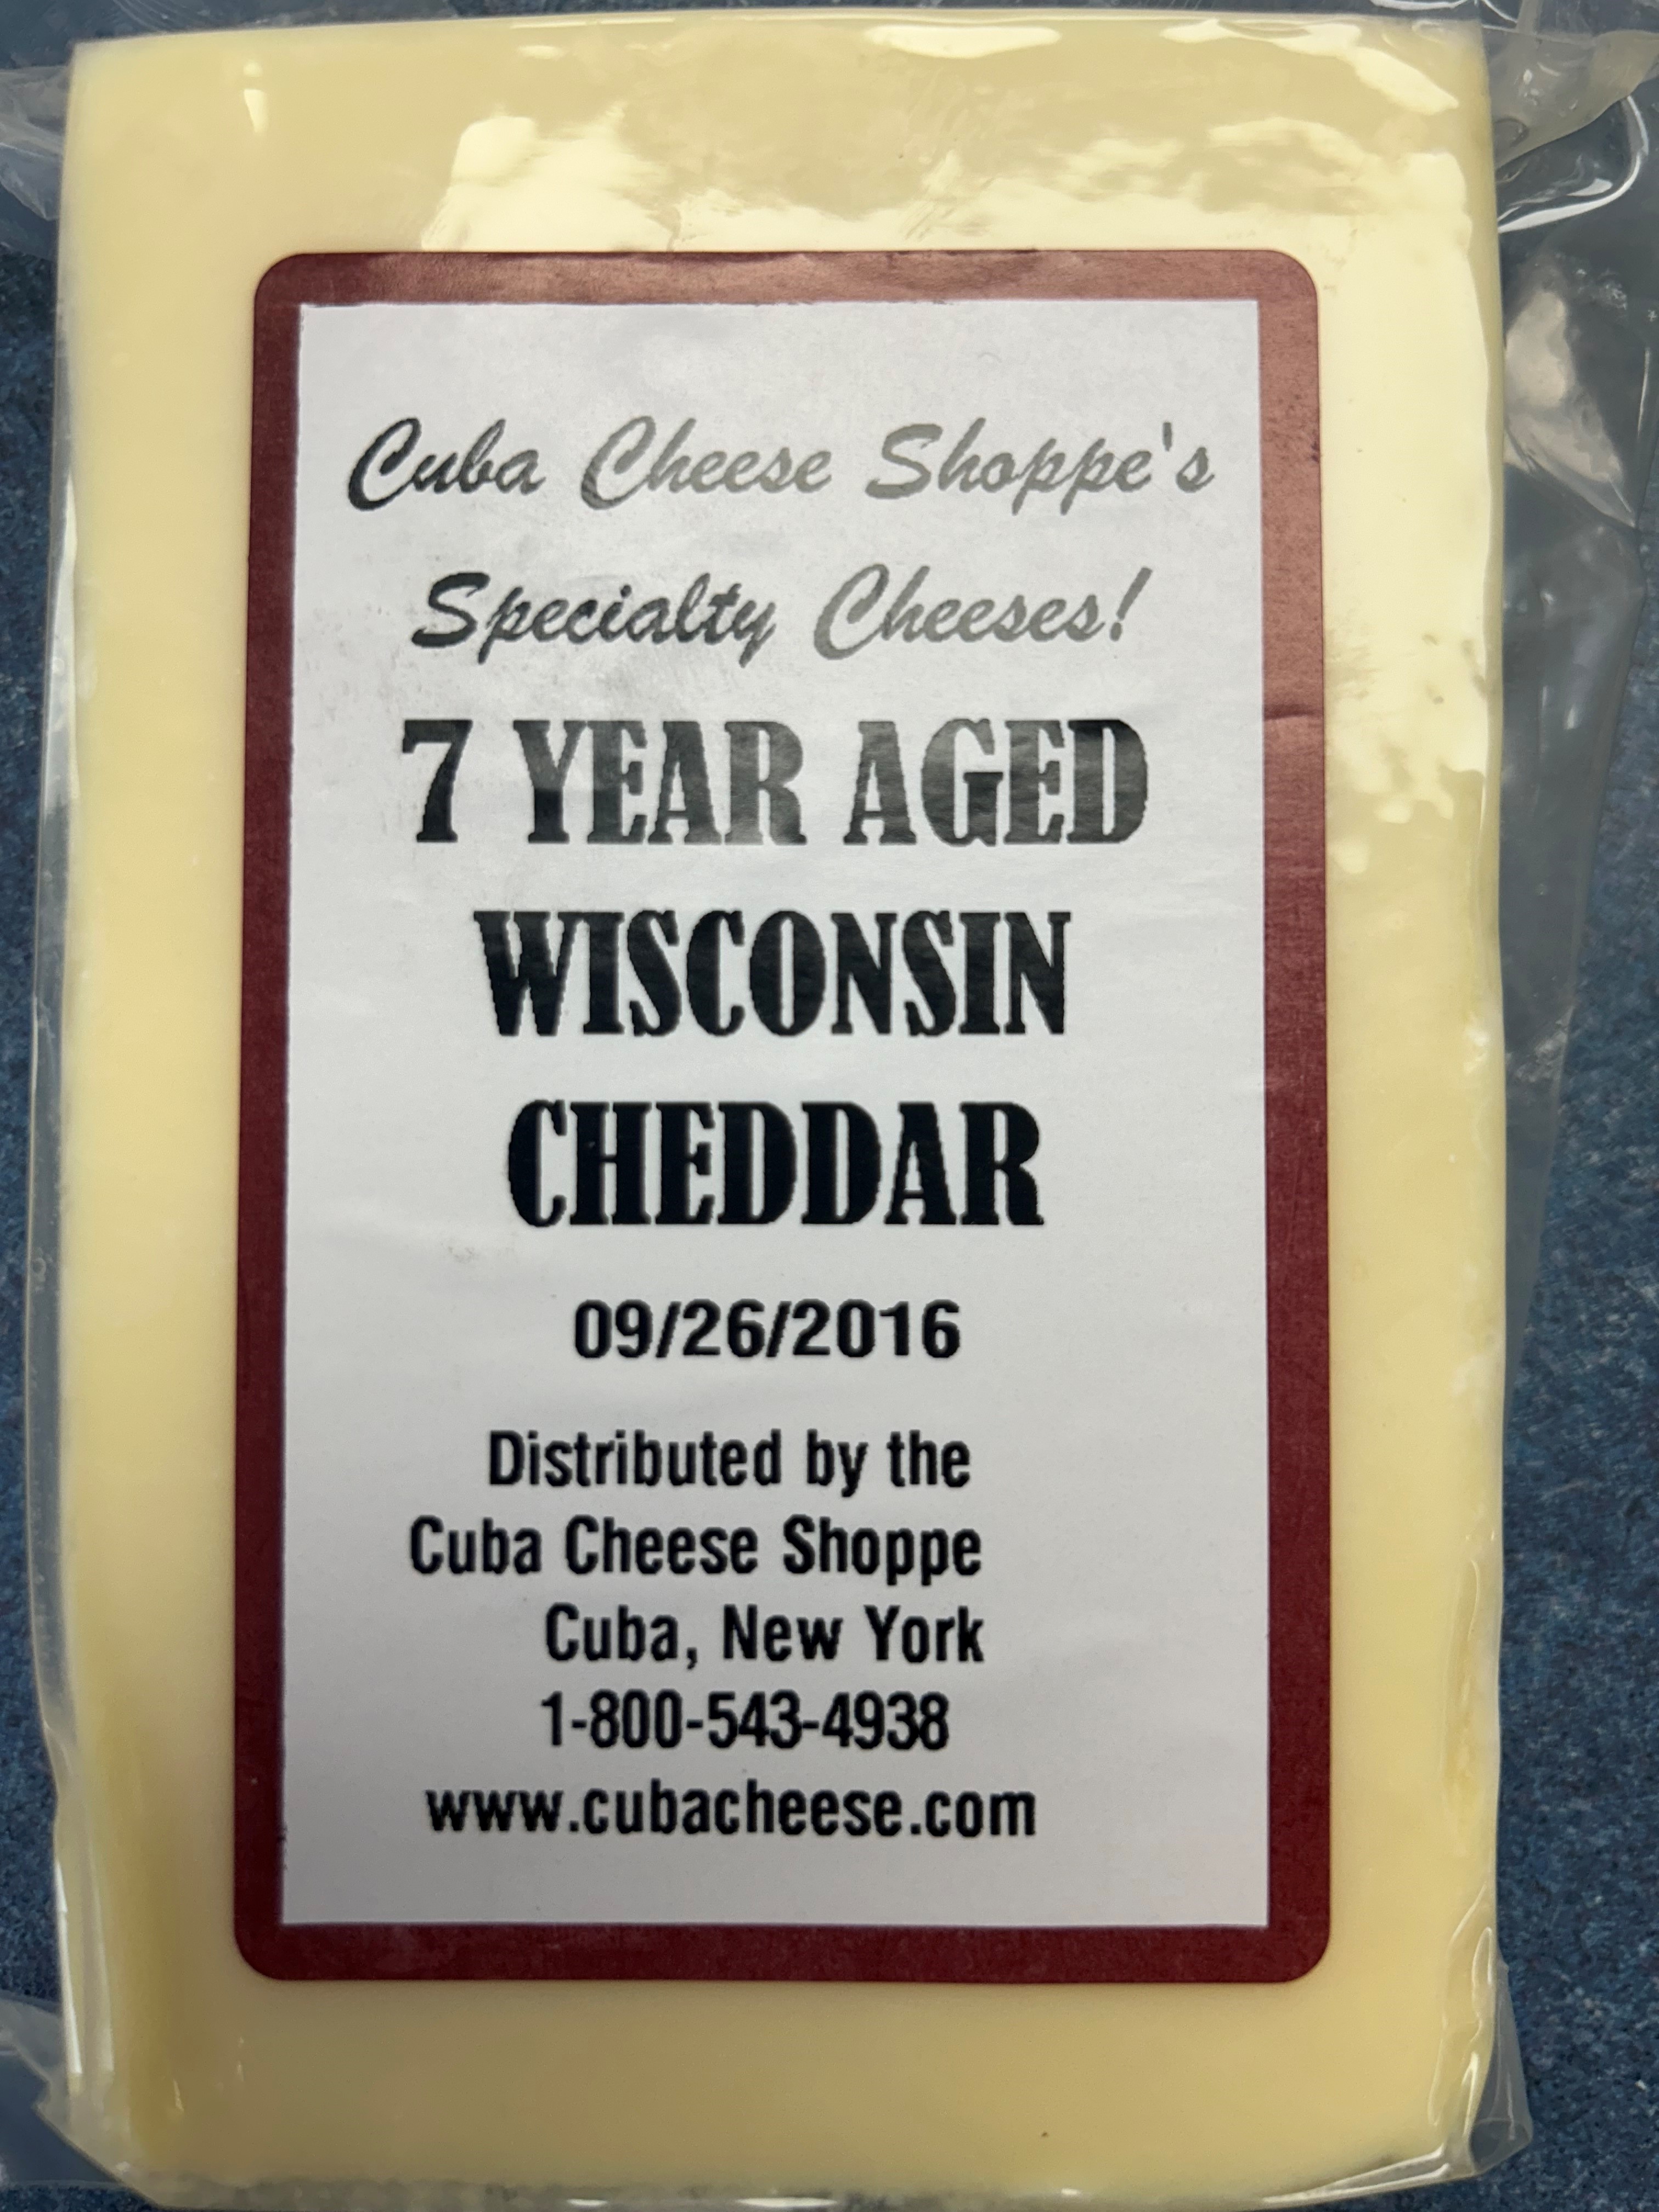 Cuba Cheese Shoppe's
Specialty Cheeses!
7 YEAR AGED
WISCONSIN
CHEDDAR
09/26/2016
Distributed by the
Cuba Cheese Shoppe
Cuba, New York
1-800-543-4938
www.cubacheese.com